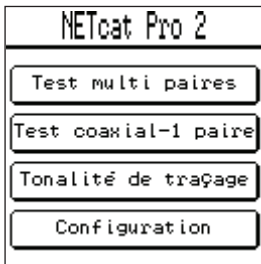 NETcat Pro 2
Test multi paires
Test coaxial-1 paire
Tonalité de traçage
Configuration